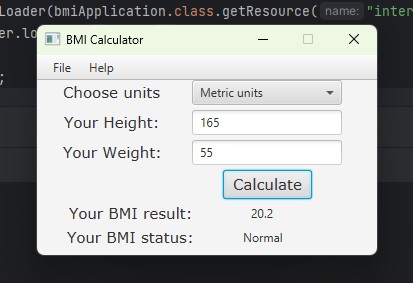 Loader(bmiApplication.class.getResource( name: "inter
er.lo
BMI Calculator
;
File Help
Choose units Metric units
Your Height: 165
Your Weight: 55
Calculate
Your BMI result: 20.2
Your BMI status: Normal